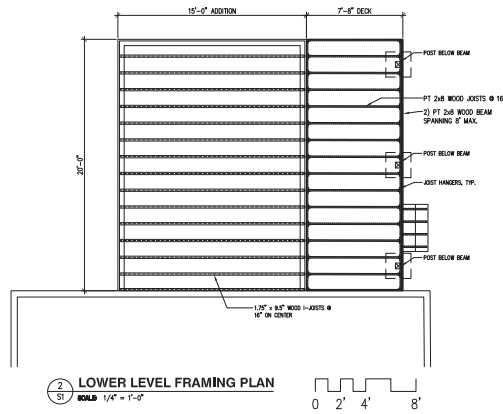 15'-0" ADDITION
7'-8" DECK
POST BELOW BEAM
PT 2x8 WOOD JOISTS @ 16
2) PT 2x8 WOOD BEAM
SPANNING 8' MAX.
20'-0"
POST BELOW BEAM
JOIST HANGERS, TYP.
POST BELOW BEAM
1.75" x 9.5" WOOD I-JOISTS @
16" ON CENTER
2
S1
LOWER LEVEL FRAMING PLAN
SCALE 1/4" = 1'-0"
0 2' 4' 8'